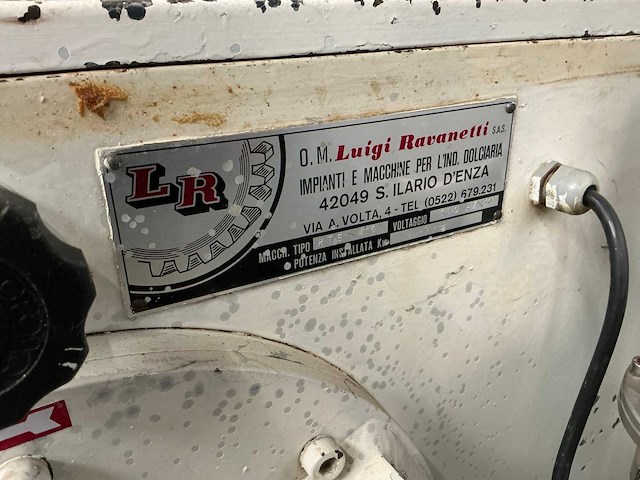 LR
O.M. Luigi Ravanetti S.A.S.
IMPIANTI E MACCHINE PER L'IND. DOLCIARIA
42049 S. ILARIO D'ENZA
VIA A. VOLTA, 4 - TEL (0522) 679.231
MACCH. TIPO VOLTAGGIO
POTENZA INSTALLATA Kw